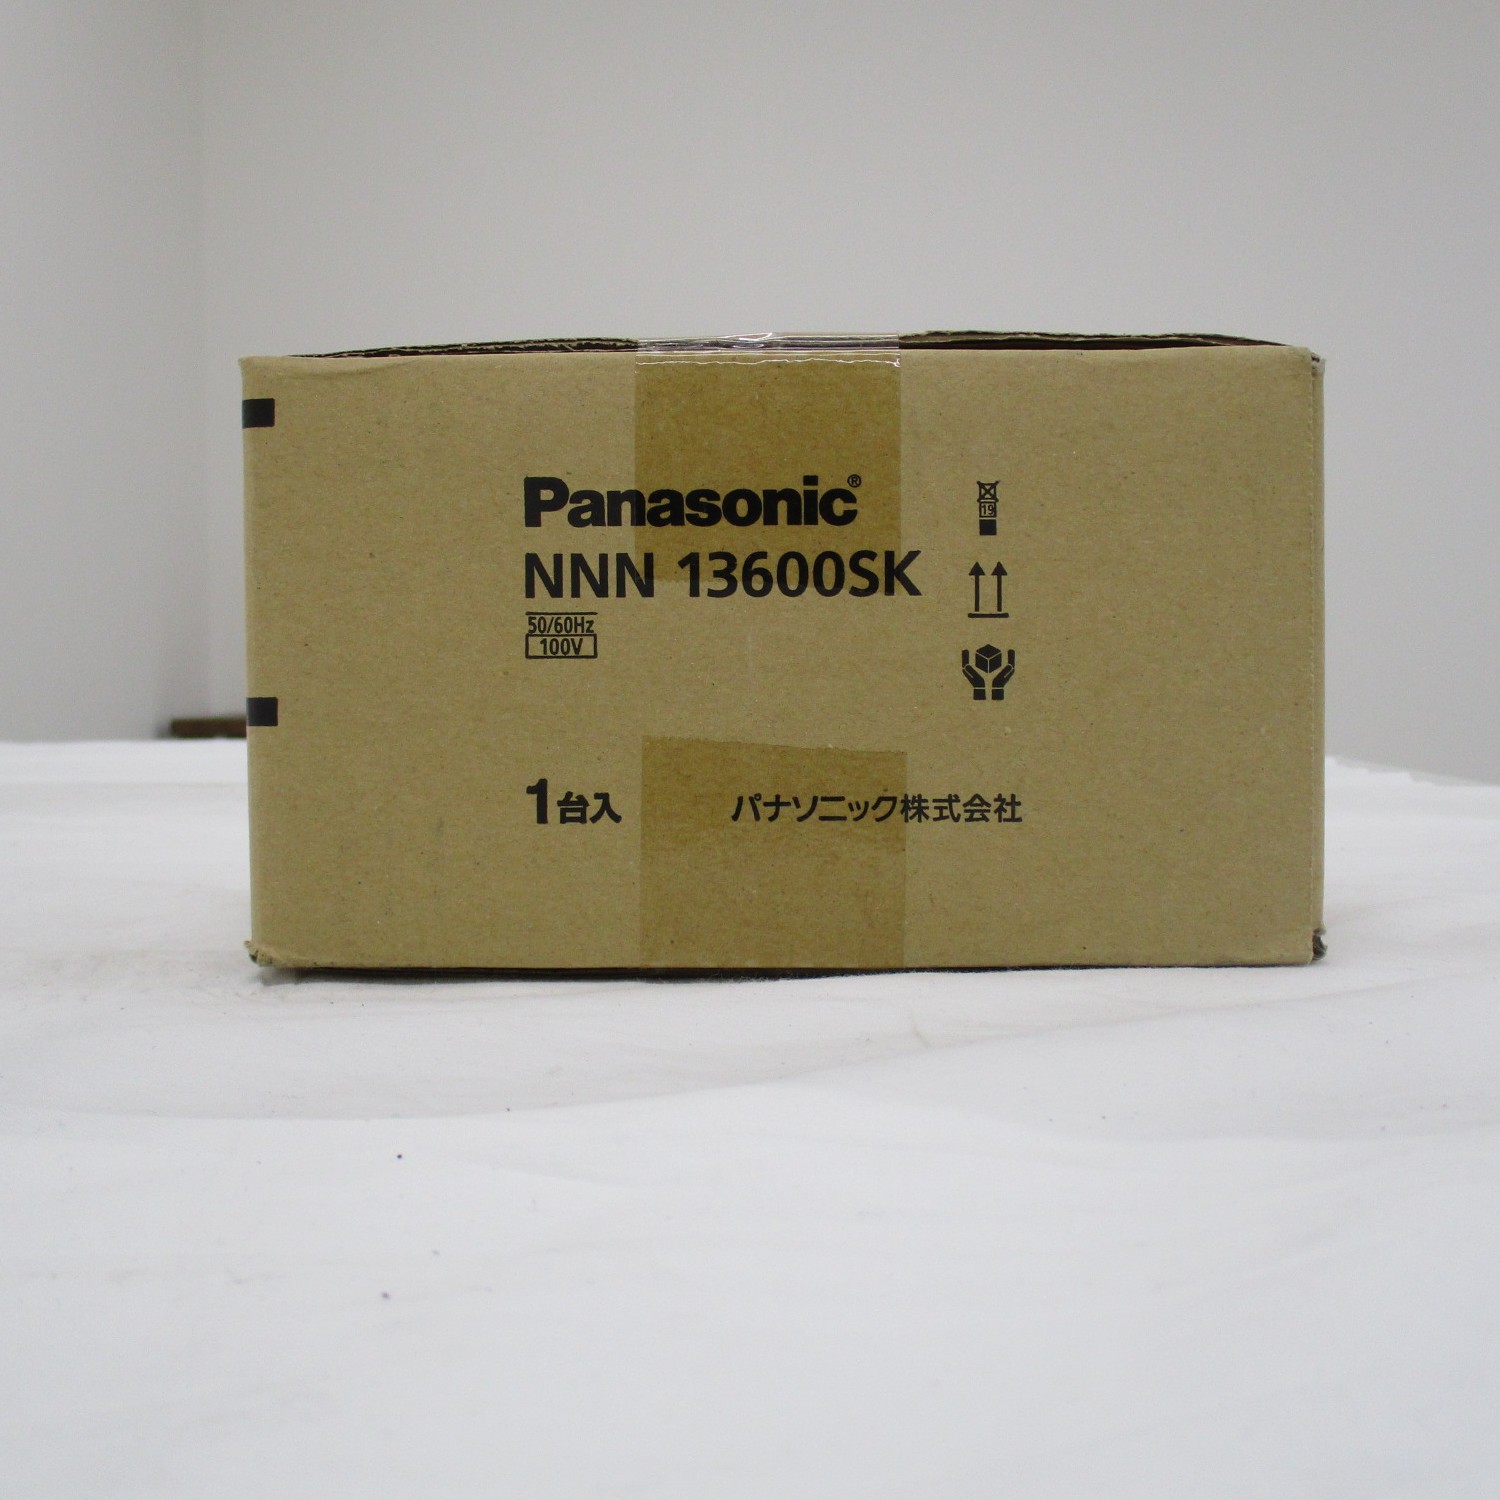 Panasonic®
NNN 13600SK
50/60Hz
100V
19
1台入
パナソニック株式会社